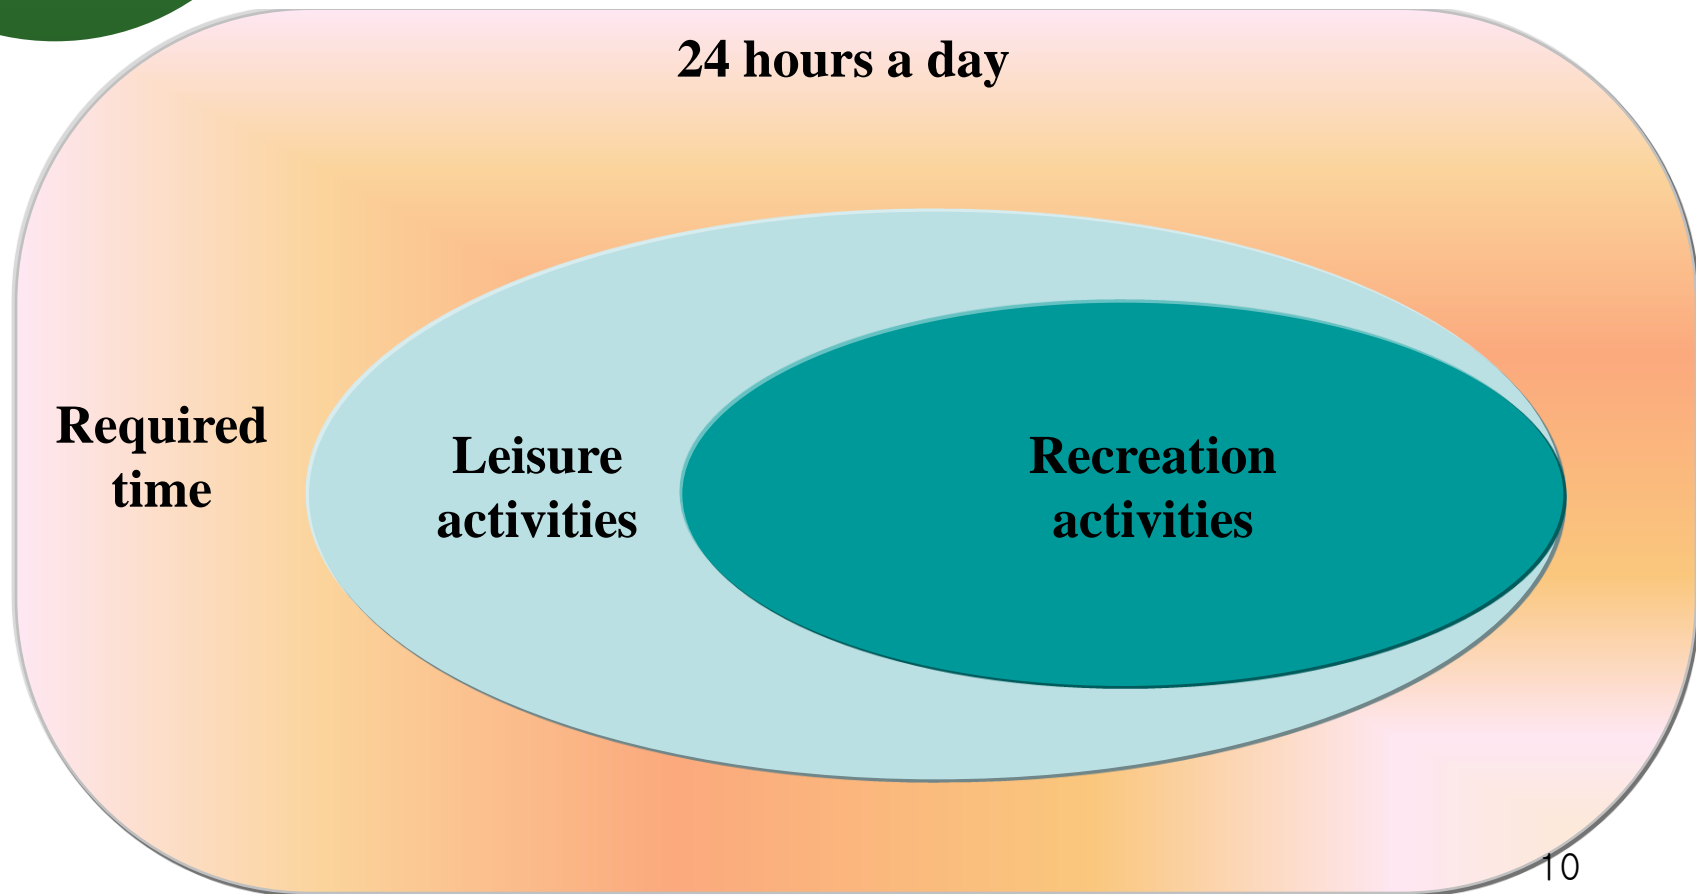 24 hours a day
Required
time
Leisure
activities
Recreation
activities
10